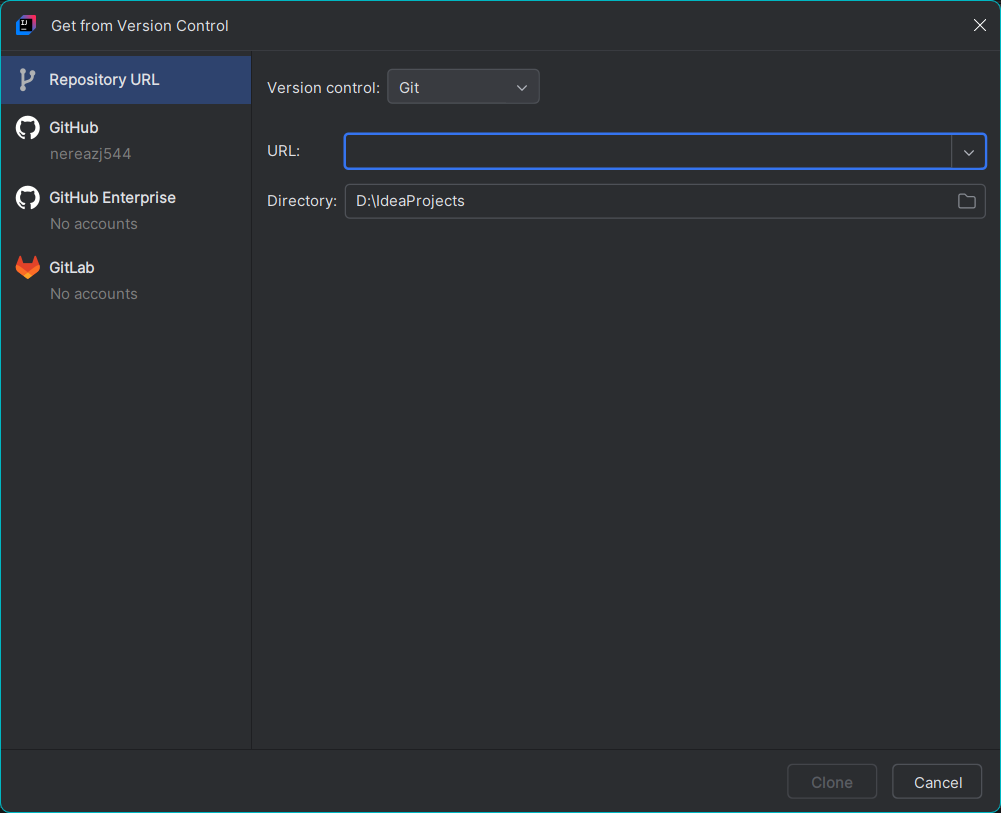 Get from Version Control
Repository URL
GitHub
nereazj544
GitHub Enterprise
No accounts
GitLab
No accounts
Version control: Git
URL:
Directory: D:\IdeaProjects
Clone Cancel